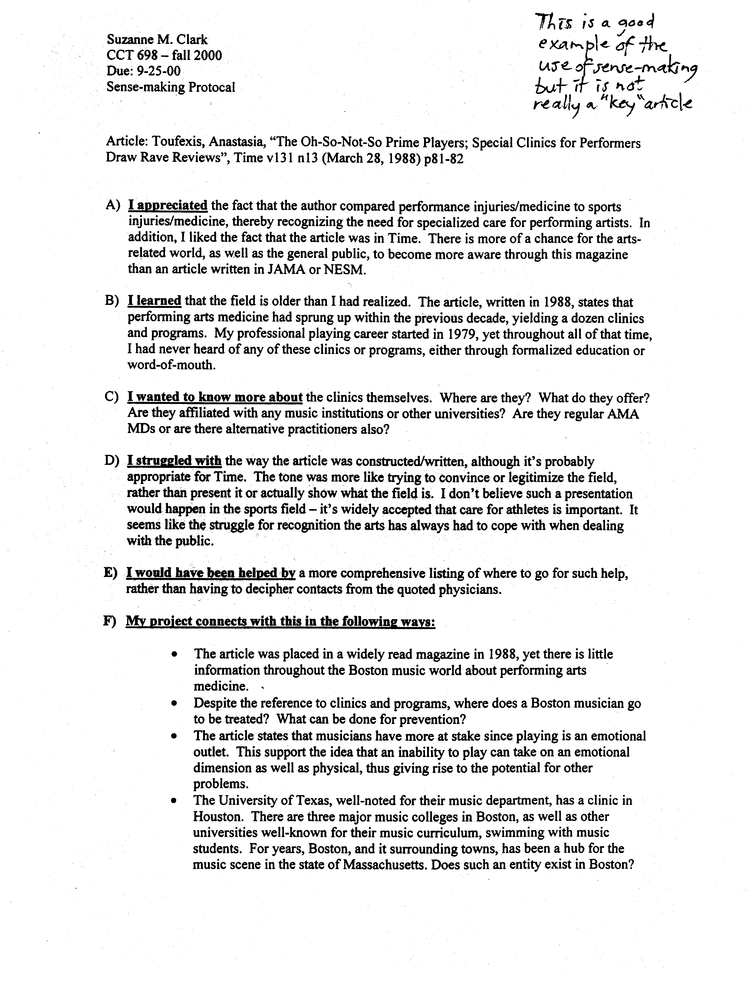 This is a good
example of the
use of sense-making
but it is not
really a "key" article
Suzanne M. Clark
CCT 698 – fall 2000
Due: 9-25-00
Sense-making Protocal
Article: Toufexis, Anastasia, “The Oh-So-Not-So Prime Players; Special Clinics for Performers
Draw Rave Reviews”, Time v131 n13 (March 28, 1988) p81-82
A) I appreciated the fact that the author compared performance injuries/medicine to sports
injuries/medicine, thereby recognizing the need for specialized care for performing artists. In
addition, I liked the fact that the article was in Time. There is more of a chance for the arts-
related world, as well as the general public, to become more aware through this magazine
than an article written in JAMA or NESM.
B) I learned that the field is older than I had realized. The article, written in 1988, states that
performing arts medicine had sprung up within the previous decade, yielding a dozen clinics
and programs. My professional playing career started in 1979, yet throughout all of that time,
I had never heard of any of these clinics or programs, either through formalized education or
word-of-mouth.
C) I wanted to know more about the clinics themselves. Where are they? What do they offer?
Are they affiliated with any music institutions or other universities? Are they regular AMA
MDs or are there alternative practitioners also?
D) I struggled with the way the article was constructed/written, although it’s probably
appropriate for Time. The tone was more like trying to convince or legitimize the field,
rather than present it or actually show what the field is. I don’t believe such a presentation
would happen in the sports field – it’s widely accepted that care for athletes is important. It
seems like the struggle for recognition the arts has always had to cope with when dealing
with the public.
E) I would have been helped by a more comprehensive listing of where to go for such help,
rather than having to decipher contacts from the quoted physicians.
F) My project connects with this in the following ways:
• The article was placed in a widely read magazine in 1988, yet there is little
information throughout the Boston music world about performing arts
medicine.
• Despite the reference to clinics and programs, where does a Boston musician go
to be treated? What can be done for prevention?
• The article states that musicians have more at stake since playing is an emotional
outlet. This support the idea that an inability to play can take on an emotional
dimension as well as physical, thus giving rise to the potential for other
problems.
• The University of Texas, well-noted for their music department, has a clinic in
Houston. There are three major music colleges in Boston, as well as other
universities well-known for their music curriculum, swimming with music
students. For years, Boston, and it surrounding towns, has been a hub for the
music scene in the state of Massachusetts. Does such an entity exist in Boston?